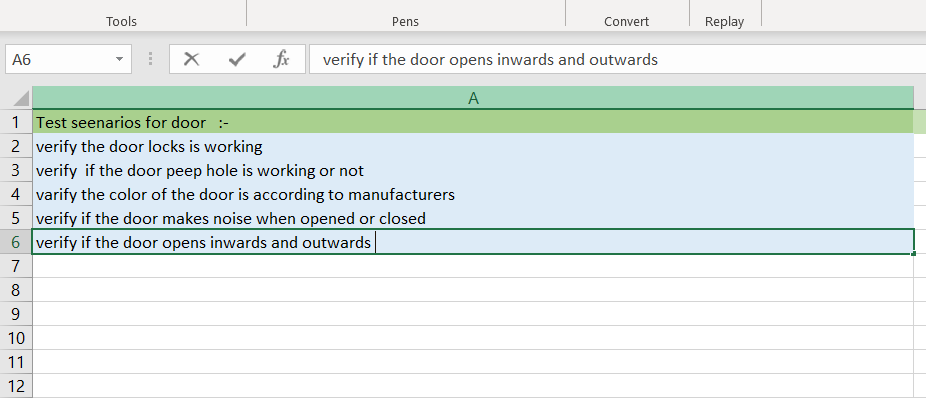 Tools Pens Convert Replay
A6 fx verify if the door opens inwards and outwards
A
1 Test seenarios for door :-
2 verify the door locks is working
3 verify if the door peep hole is working or not
4 varify the color of the door is according to manufacturers
5 verify if the door makes noise when opened or closed
6 verify if the door opens inwards and outwards
7
8
9
10
11
12